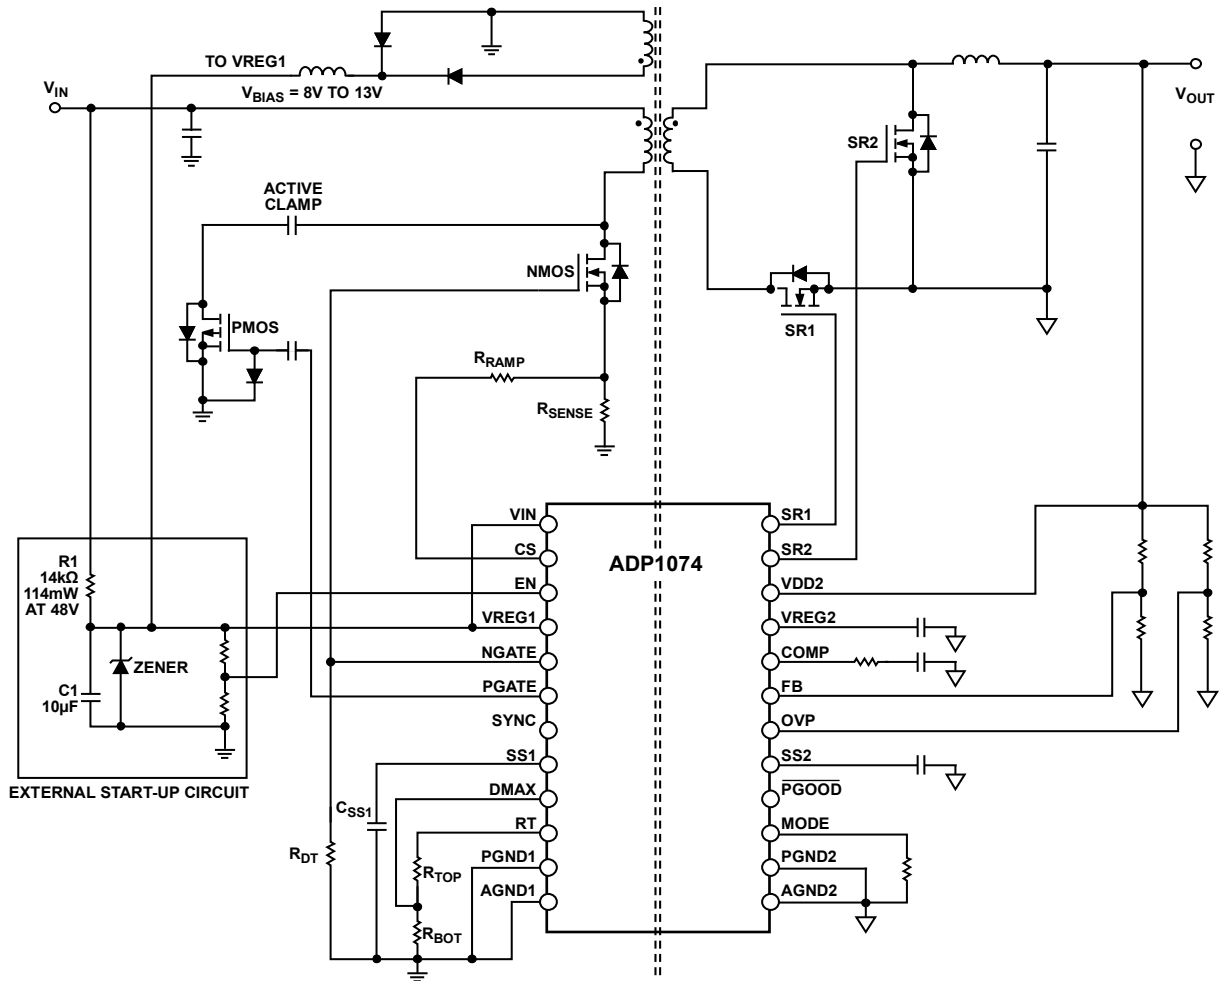 TO VREG1
V_BIAS = 8V TO 13V
V_IN
V_OUT
SR2
ACTIVE
CLAMP
NMOS
PMOS
SR1
R_RAMP
R_SENSE
R1
14kΩ
114mW
AT 48V
ZENER
C1
10µF
EXTERNAL START-UP CIRCUIT
C_SS1
R_DT
R_TOP
R_BOT
ADP1074
VIN
CS
EN
VREG1
NGATE
PGATE
SYNC
SS1
DMAX
RT
PGND1
AGND1
SR1
SR2
VDD2
VREG2
COMP
FB
OVP
SS2
PGOOD
MODE
PGND2
AGND2